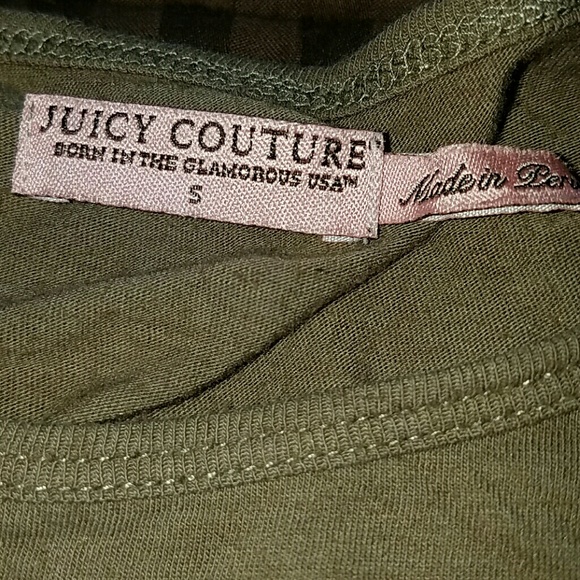 JUICY COUTURE
BORN IN THE GLAMOROUS USA™
S
Made in